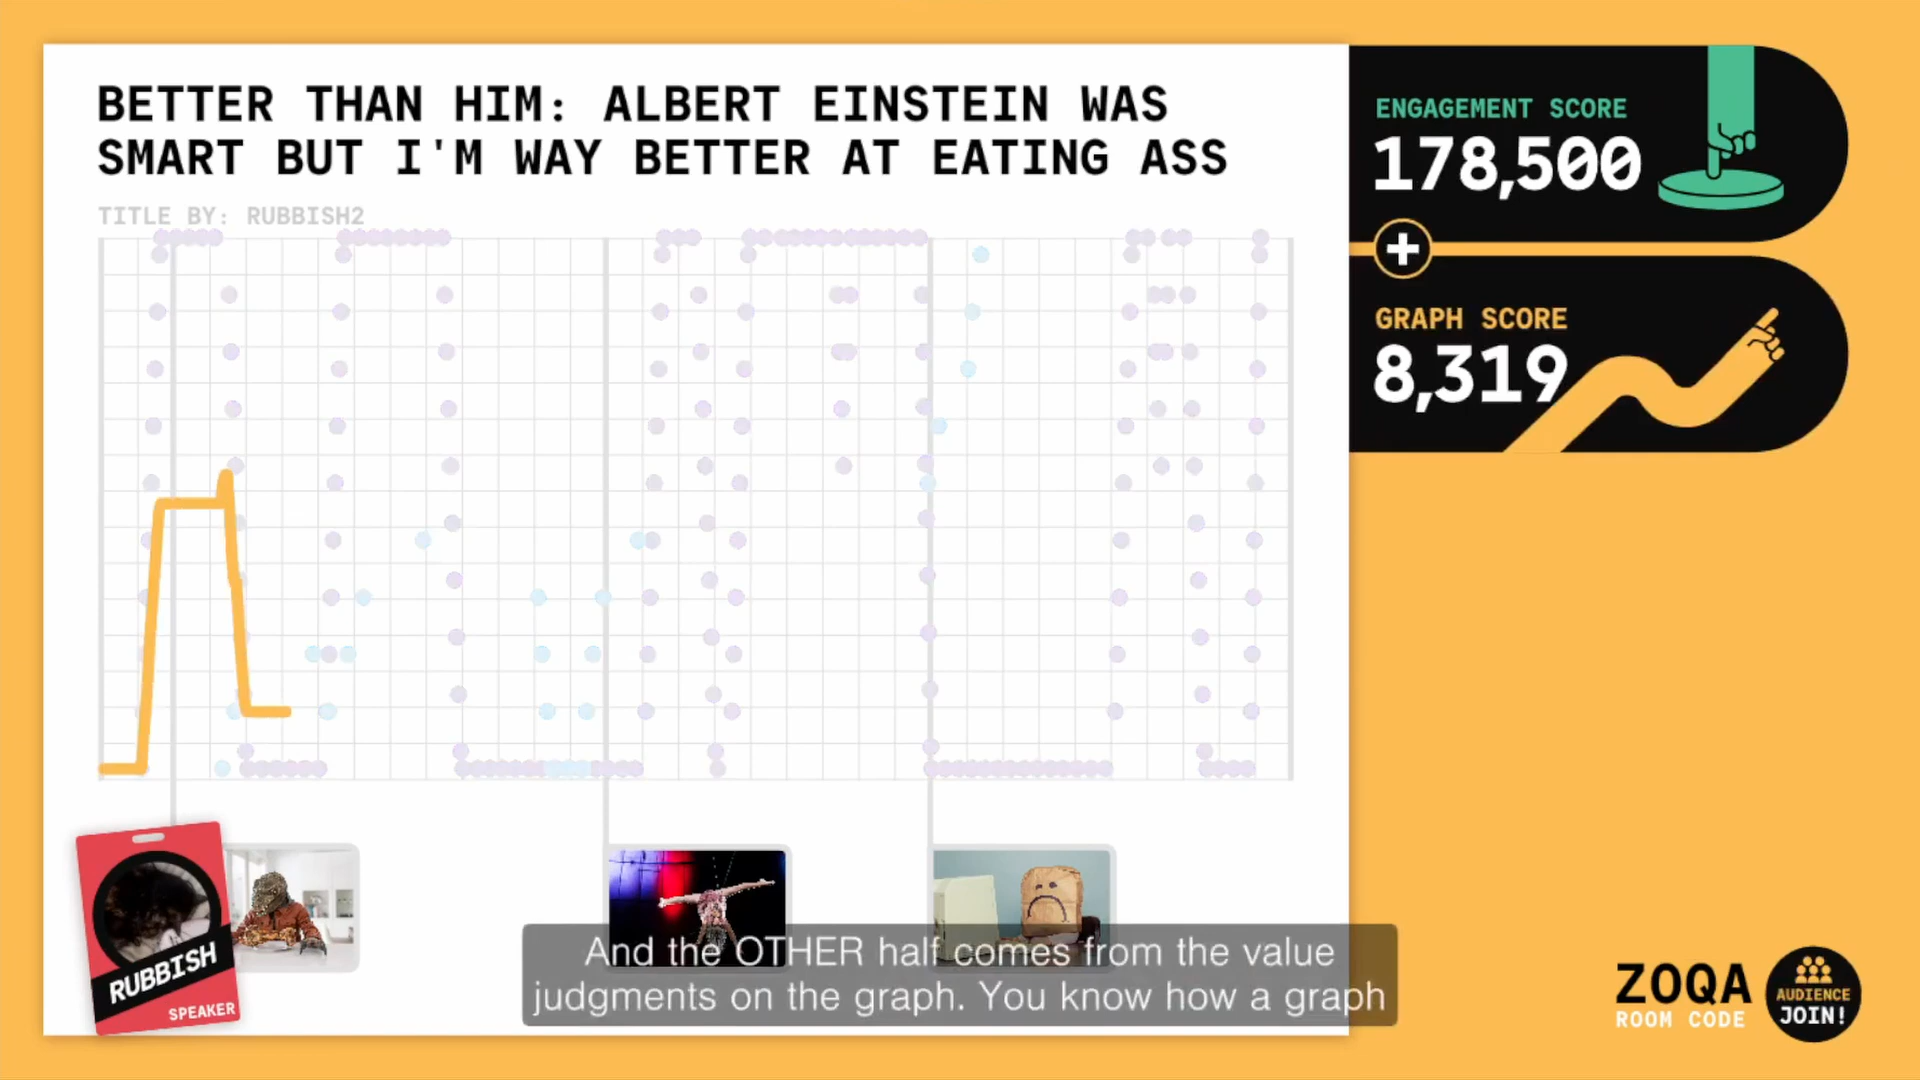 BETTER THAN HIM: ALBERT EINSTEIN WAS
SMART BUT I'M WAY BETTER AT EATING ASS
TITLE BY: RUBBISH2
ENGAGEMENT SCORE
178,500
+
GRAPH SCORE
8,319
RUBBISH
SPEAKER
And the OTHER half comes from the value
judgments on the graph. You know how a graph
ZOQA
ROOM CODE
AUDIENCE
JOIN!